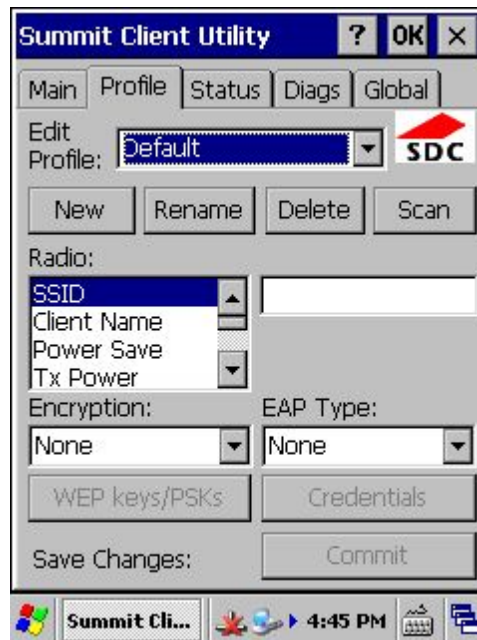 Summit Client Utility ? OK ×
Main Profile Status Diags Global
Edit Profile: Default SDC
New Rename Delete Scan
Radio:
SSID
Client Name
Power Save
Tx Power
Encryption: EAP Type:
None None
WEP keys/PSKs Credentials
Save Changes: Commit
Summit Cli... 4:45 PM